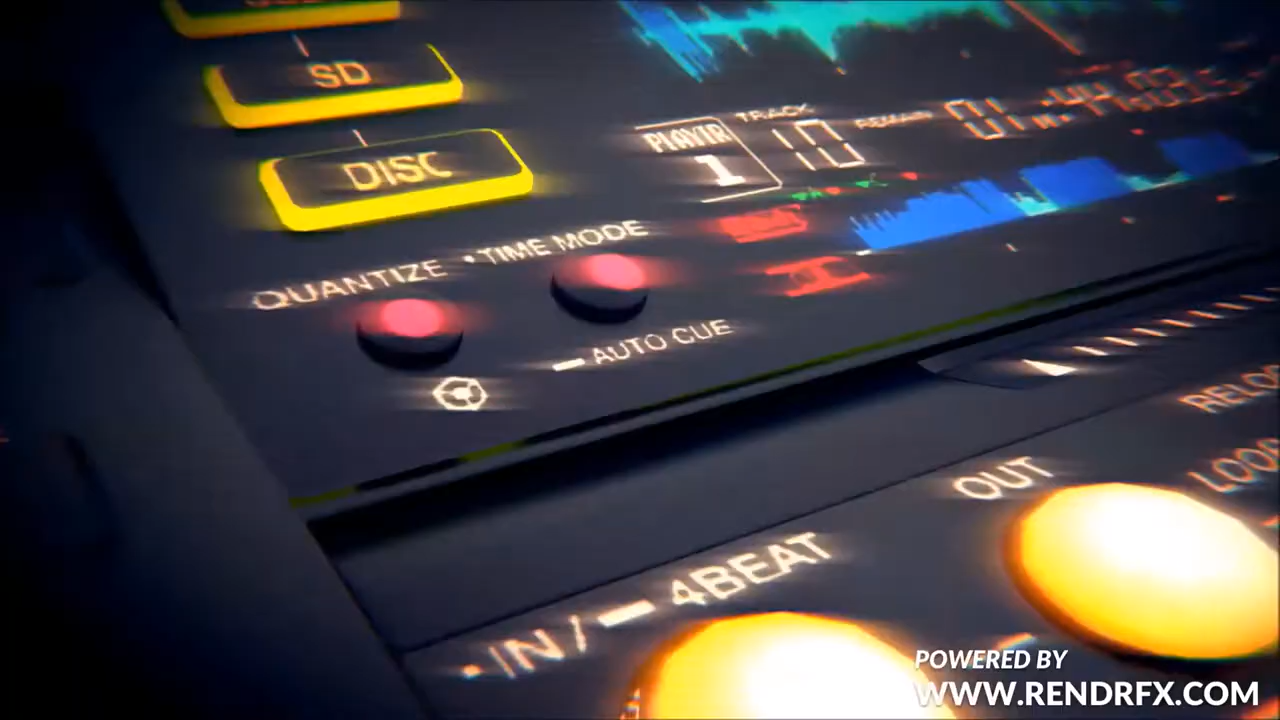 SD
DISC
PLAYER
1
TRACK
10
REMAIN
QUANTIZE
• TIME MODE
AUTO CUE
OUT
IN / 4BEAT
POWERED BY
WWW.RENDRFX.COM